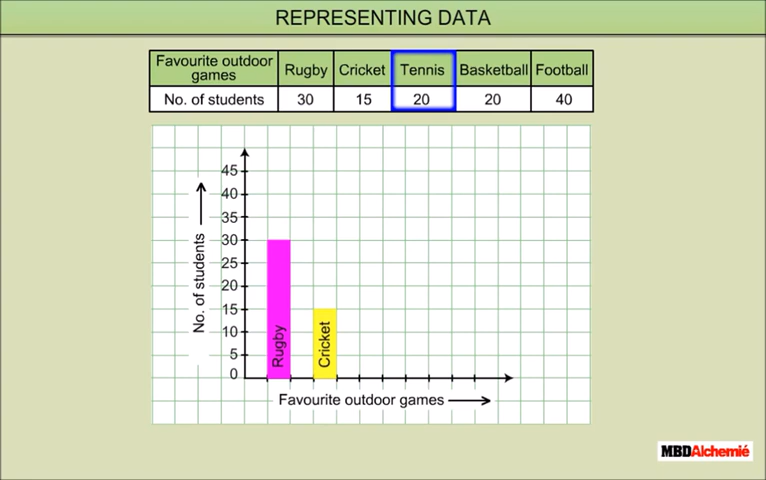 REPRESENTING DATA
Favourite outdoor games Rugby Cricket Tennis Basketball Football
No. of students 30 15 20 20 40
45
40
35
30
25
20
15
10
5
0
No. of students
Rugby
Cricket
Favourite outdoor games
MBDAlchemié